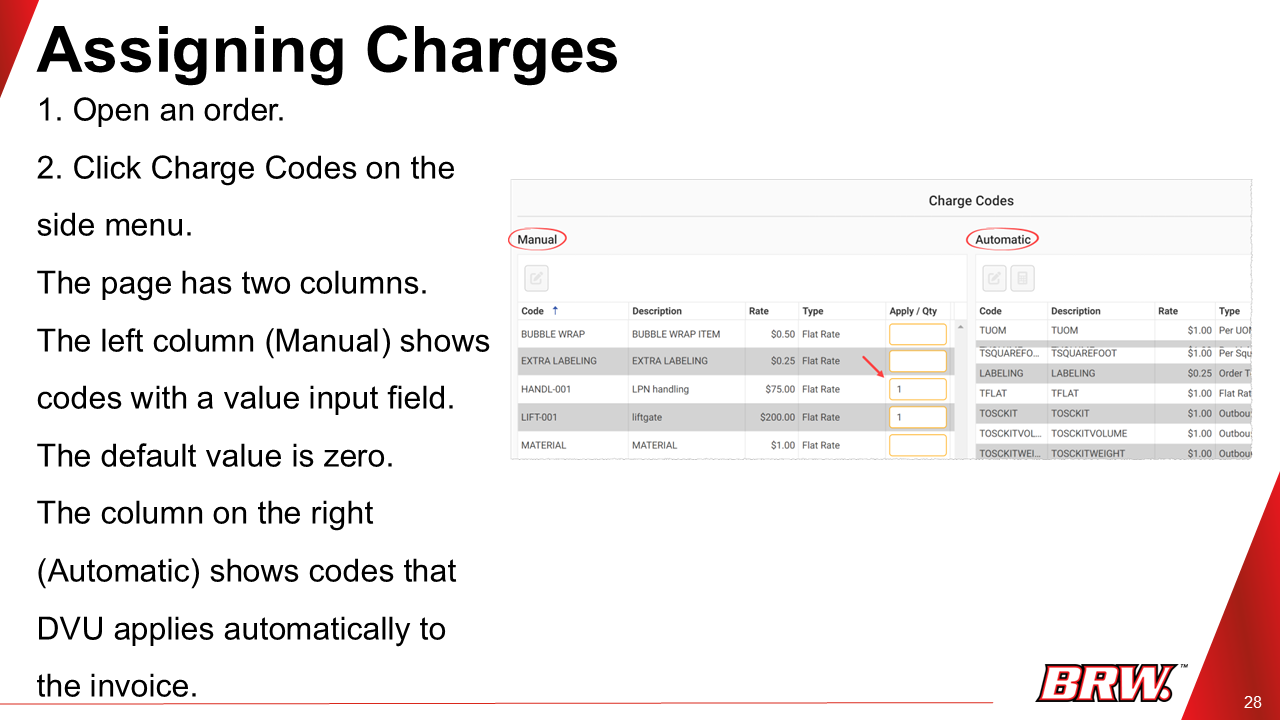 Assigning Charges
1. Open an order.
2. Click Charge Codes on the
side menu.
The page has two columns.
The left column (Manual) shows
codes with a value input field.
The default value is zero.
The column on the right
(Automatic) shows codes that
DVU applies automatically to
the invoice.
Charge Codes
Manual
Code ↑ Description Rate Type Apply / Qty
BUBBLE WRAP BUBBLE WRAP ITEM $0.50 Flat Rate
EXTRA LABELING EXTRA LABELING $0.25 Flat Rate
HANDL-001 LPN handling $75.00 Flat Rate 1
LIFT-001 liftgate $200.00 Flat Rate 1
MATERIAL MATERIAL $1.00 Flat Rate
Automatic
Code Description Rate Type
TUOM TUOM $1.00 Per UOM
TSQUAREFO... TSQUAREFOOT $1.00 Per Squ
LABELING LABELING $0.25 Order T
TFLAT TFLAT $1.00 Flat Rat
TOSCKIT TOSCKIT $1.00 Outbou
TOSCKITVOL... TOSCKITVOLUME $1.00 Outbou
TOSCKITWEI... TOSCKITWEIGHT $1.00 Outbou
BRW.™
28